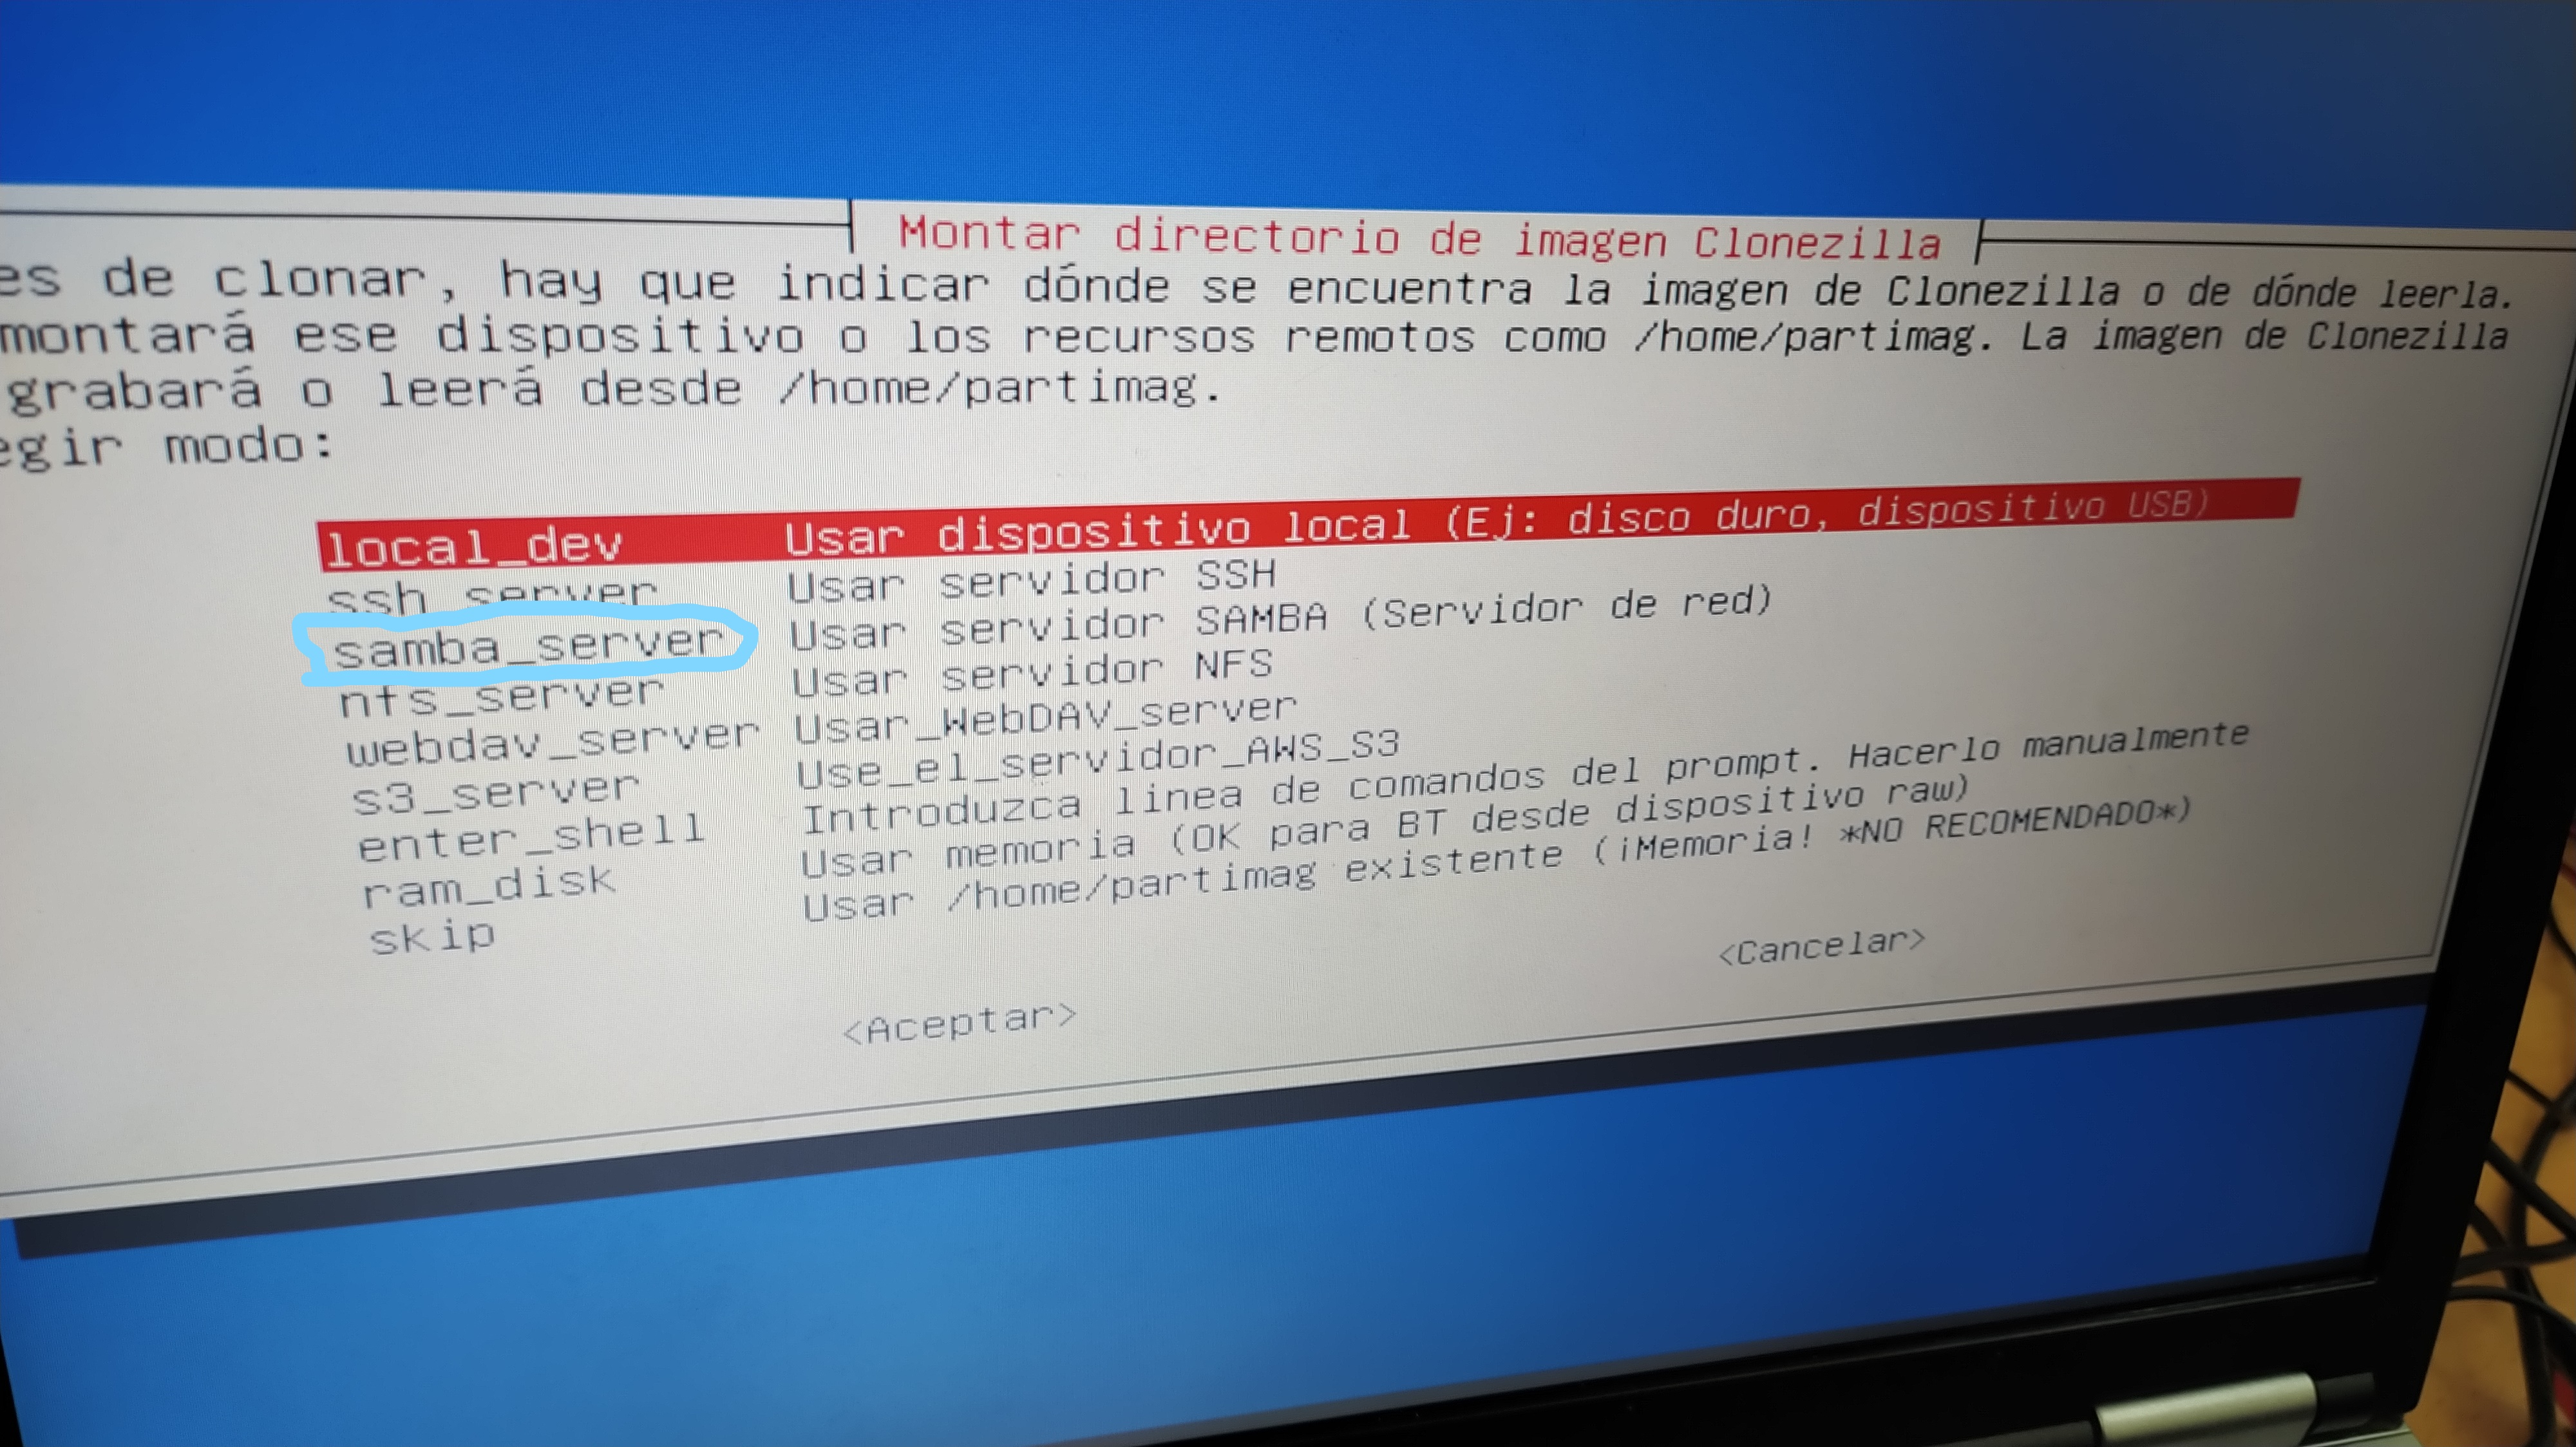 Montar directorio de imagen Clonezilla
es de clonar, hay que indicar dónde se encuentra la imagen de Clonezilla o de dónde leerla.
montará ese dispositivo o los recursos remotos como /home/partimag. La imagen de Clonezilla
grabará o leerá desde /home/partimag.
egir modo:
local_dev Usar dispositivo local (Ej: disco duro, dispositivo USB)
ssh_server Usar servidor SSH
samba_server Usar servidor SAMBA (Servidor de red)
nfs_server Usar servidor NFS
webdav_server Usar_WebDAV_server
s3_server Use_el_servidor_AWS_S3
enter_shell Introduzca línea de comandos del prompt. Hacerlo manualmente
ram_disk Usar memoria (OK para BT desde dispositivo raw)
skip Usar /home/partimag existente (¡Memoria! *NO RECOMENDADO*)
<Aceptar> <Cancelar>